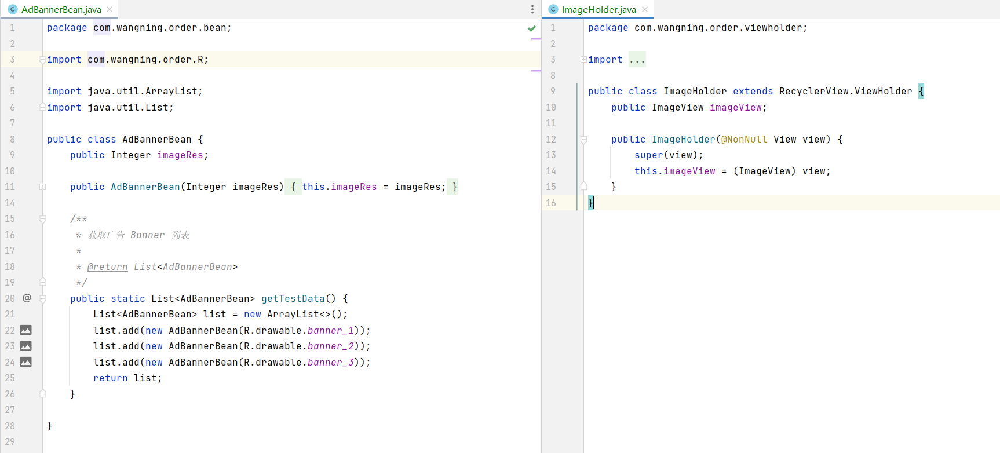 AdBannerBean.java
1 package com.wangning.order.bean;
2
3 import com.wangning.order.R;
4
5 import java.util.ArrayList;
6 import java.util.List;
7
8 public class AdBannerBean {
9 public Integer imageRes;
10
11 public AdBannerBean(Integer imageRes) { this.imageRes = imageRes; }
14
15 /**
16 * 获取广告 Banner 列表
17 *
18 * @return List<AdBannerBean>
19 */
20 @ public static List<AdBannerBean> getTestData() {
21 List<AdBannerBean> list = new ArrayList<>();
22 list.add(new AdBannerBean(R.drawable.banner_1));
23 list.add(new AdBannerBean(R.drawable.banner_2));
24 list.add(new AdBannerBean(R.drawable.banner_3));
25 return list;
26 }
27
28 }
29
ImageHolder.java
1 package com.wangning.order.viewholder;
2
3 import ...
8
9 public class ImageHolder extends RecyclerView.ViewHolder {
10 public ImageView imageView;
11
12 public ImageHolder(@NonNull View view) {
13 super(view);
14 this.imageView = (ImageView) view;
15 }
16 }